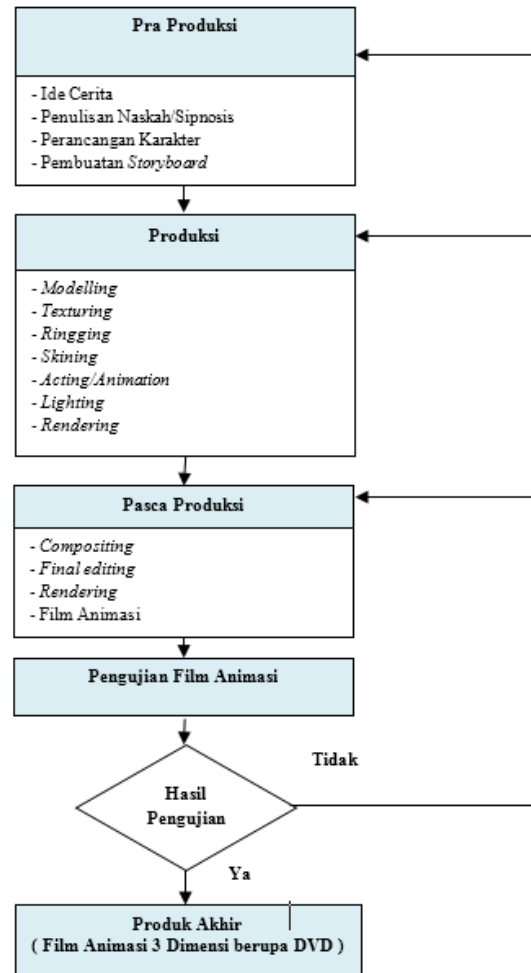 Pra Produksi
- Ide Cerita
- Penulisan Naskah/Sipnosis
- Perancangan Karakter
- Pembuatan Storyboard
Produksi
- Modelling
- Texturing
- Ringging
- Skining
- Acting/Animation
- Lighting
- Rendering
Pasca Produksi
- Compositing
- Final editing
- Rendering
- Film Animasi
Pengujian Film Animasi
Tidak
Hasil
Pengujian
Ya
Produk Akhir
( Film Animasi 3 Dimensi berupa DVD )